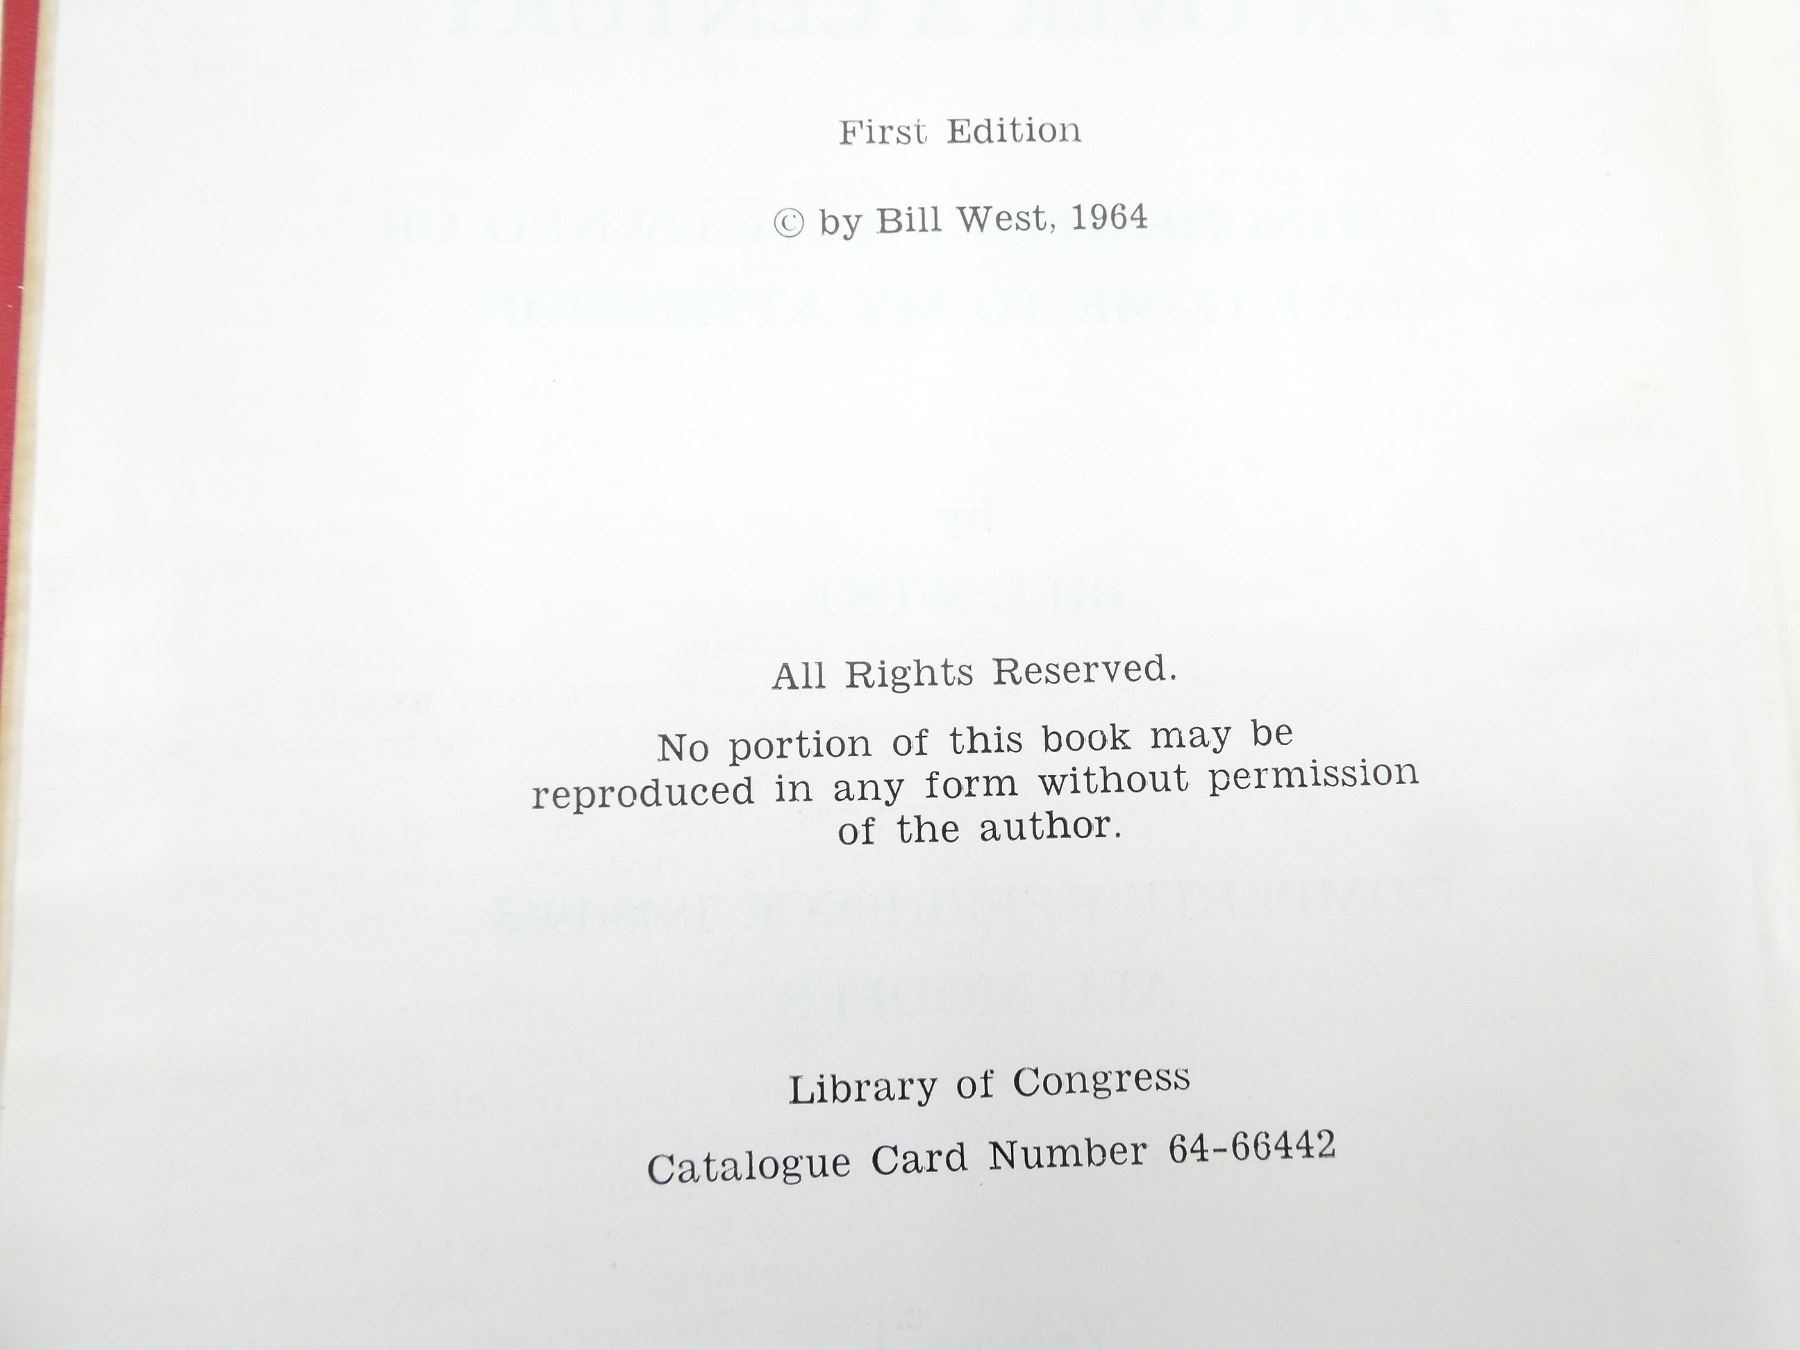 First Edition
© by Bill West, 1964
All Rights Reserved.
No portion of this book may be
reproduced in any form without permission
of the author.
Library of Congress
Catalogue Card Number 64-66442